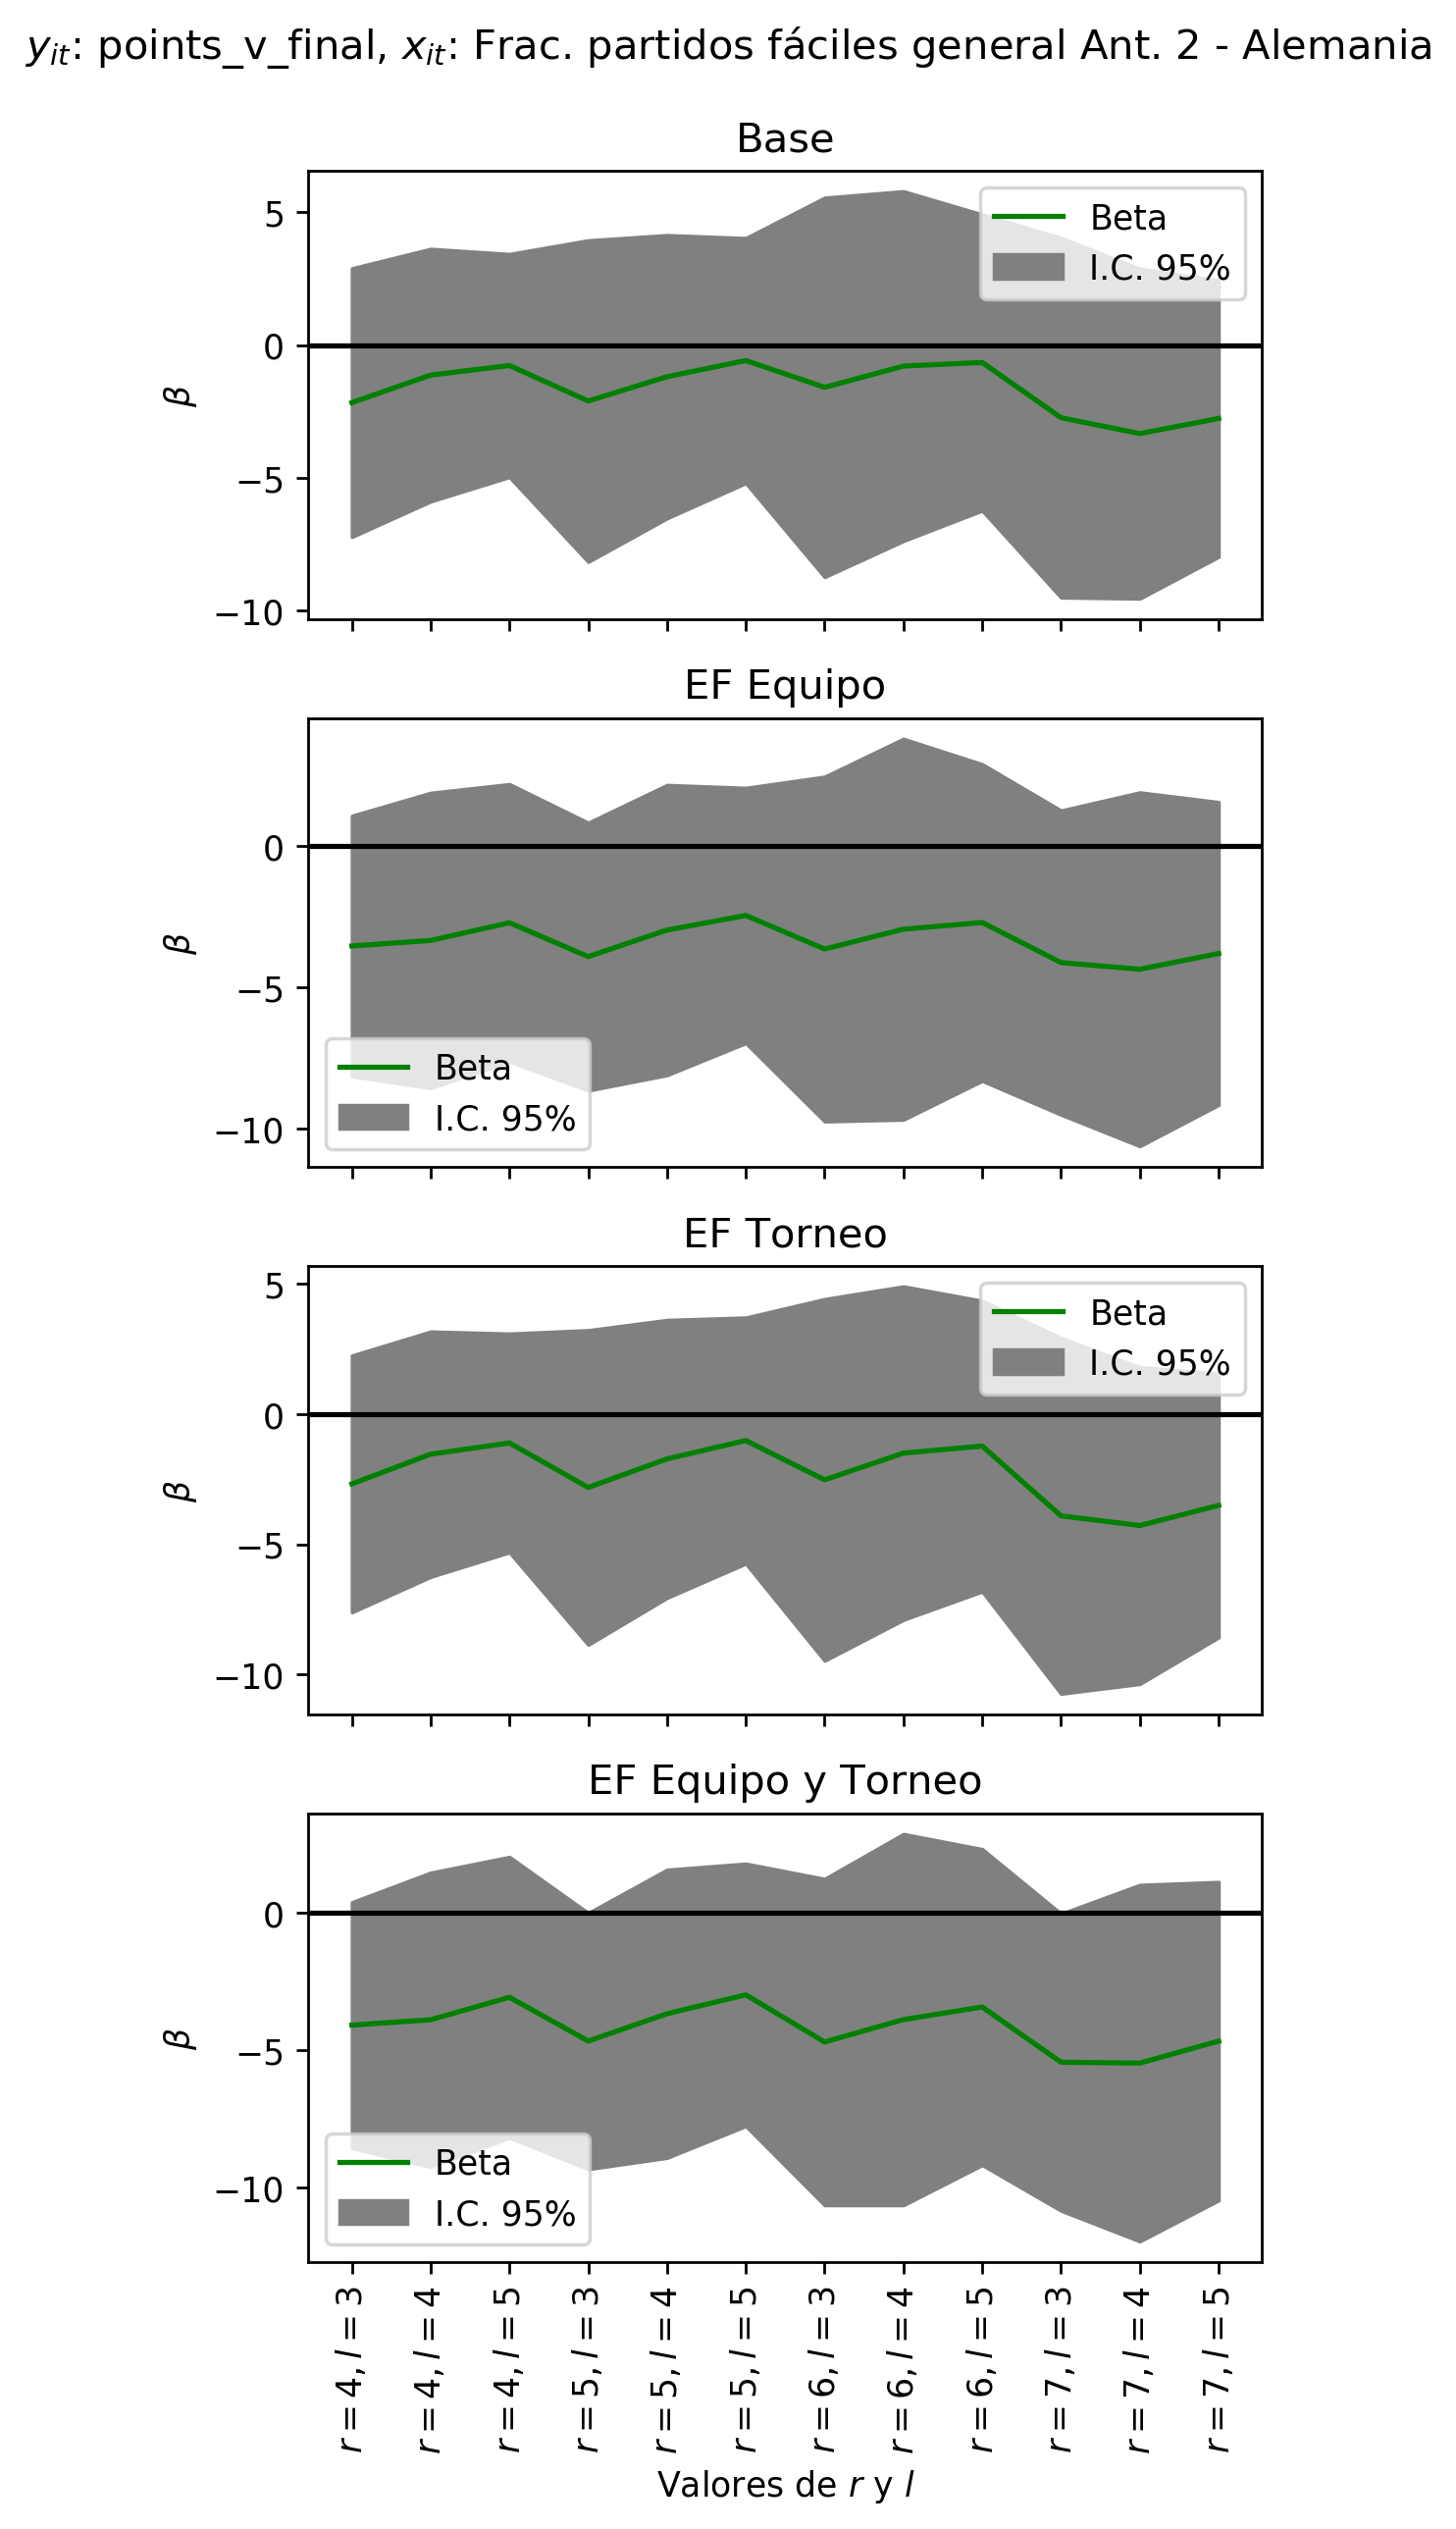 y_it: points_v_final, x_it: Frac. partidos fáciles general Ant. 2 - Alemania
Base
5
0
−5
−10
β
Beta
I.C. 95%
EF Equipo
0
−5
−10
β
Beta
I.C. 95%
EF Torneo
5
0
−5
−10
β
Beta
I.C. 95%
EF Equipo y Torneo
0
−5
−10
β
Beta
I.C. 95%
r = 4, l = 3
r = 4, l = 4
r = 4, l = 5
r = 5, l = 3
r = 5, l = 4
r = 5, l = 5
r = 6, l = 3
r = 6, l = 4
r = 6, l = 5
r = 7, l = 3
r = 7, l = 4
r = 7, l = 5
Valores de r y l